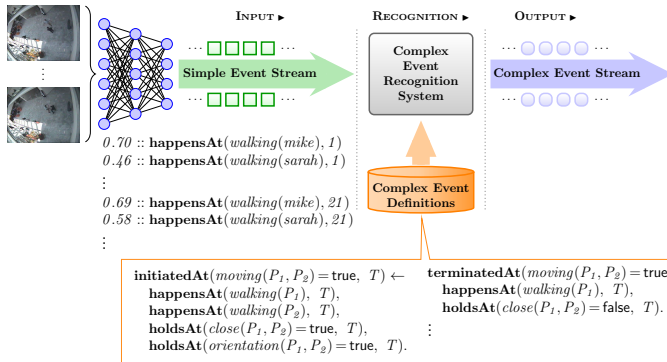 INPUT ▸
RECOGNITION ▸
OUTPUT ▸
Simple Event Stream
Complex
Event
Recognition
System
Complex Event Stream
0.70 :: happensAt(walking(mike), 1)
0.46 :: happensAt(walking(sarah), 1)
⋮
0.69 :: happensAt(walking(mike), 21)
0.58 :: happensAt(walking(sarah), 21)
⋮
Complex Event
Definitions
initiatedAt(moving(P₁, P₂) = true, T) ←
happensAt(walking(P₁), T),
happensAt(walking(P₂), T),
holdsAt(close(P₁, P₂) = true, T),
holdsAt(orientation(P₁, P₂) = true, T).
terminatedAt(moving(P₁, P₂) = true
happensAt(walking(P₁), T),
holdsAt(close(P₁, P₂) = false, T).
⋮